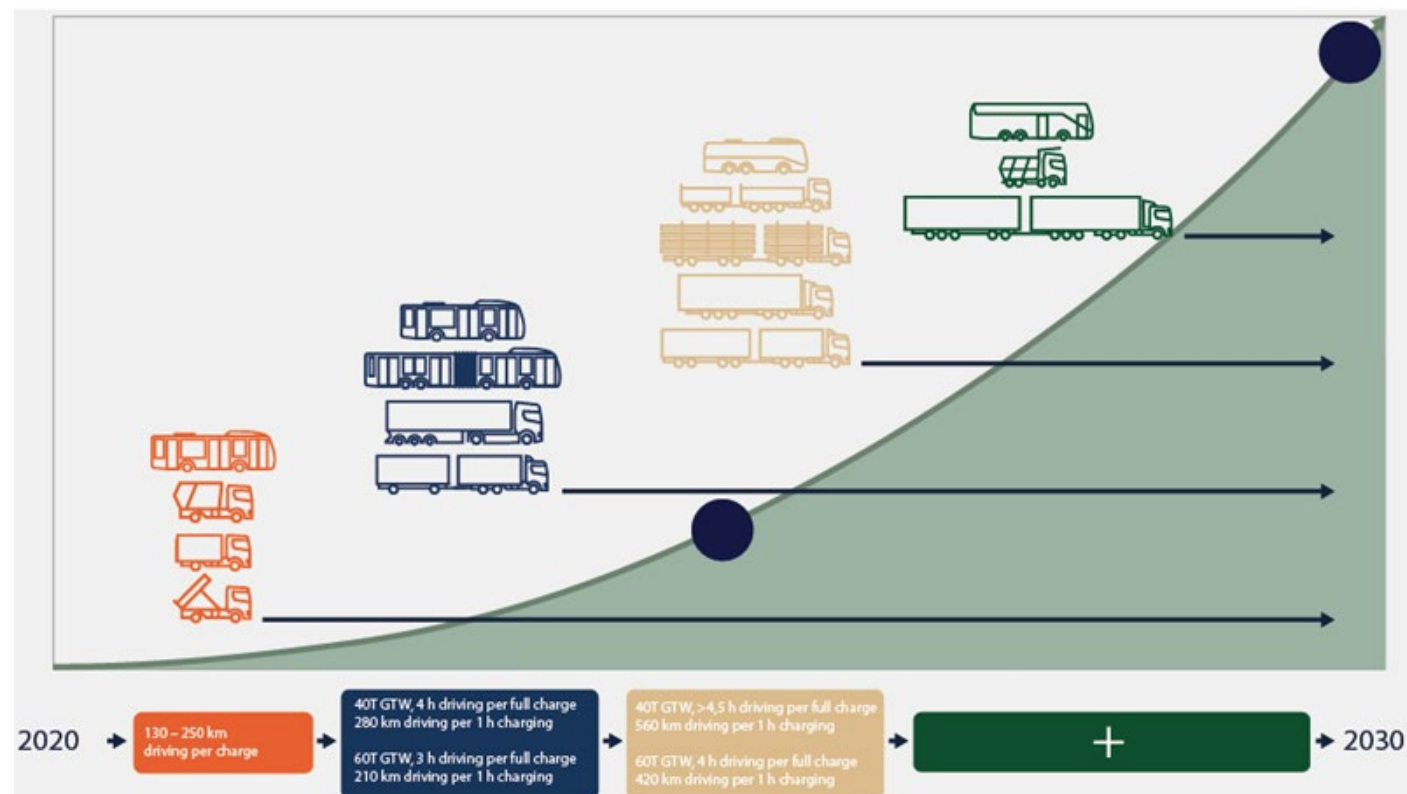 2020
130 – 250 km
driving per charge
40T GTW, 4 h driving per full charge
280 km driving per 1 h charging
60T GTW, 3 h driving per full charge
210 km driving per 1 h charging
40T GTW, >4,5 h driving per full charge
560 km driving per 1 h charging
60T GTW, 4 h driving per full charge
420 km driving per 1 h charging
+
2030